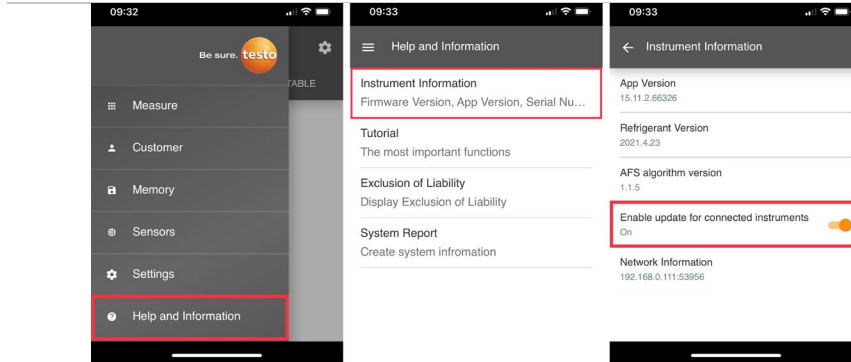 09:32
Be sure. testo
TABLE
Measure
Customer
Memory
Sensors
Settings
Help and Information
09:33
Help and Information
Instrument Information
Firmware Version, App Version, Serial Nu...
Tutorial
The most important functions
Exclusion of Liability
Display Exclusion of Liability
System Report
Create system infromation
09:33
Instrument Information
App Version
15.11.2.66326
Refrigerant Version
2021.4.23
AFS algorithm version
1.1.5
Enable update for connected instruments
On
Network Information
192.168.0.111:53956